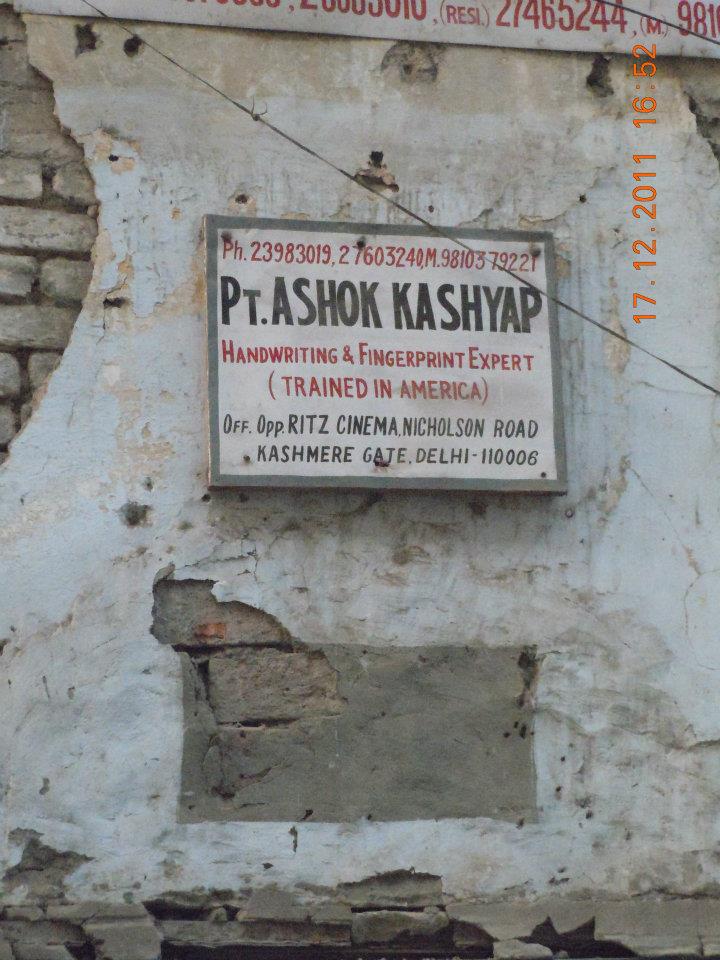 (RESI.) 27465244, (M.)
Ph. 23983019, 27603240, M. 9810379221
PT. ASHOK KASHYAP
HANDWRITING & FINGERPRINT EXPERT
(TRAINED IN AMERICA)
OFF. OPP. RITZ CINEMA, NICHOLSON ROAD
KASHMERE GATE, DELHI-110006
17.12.2011 16:52